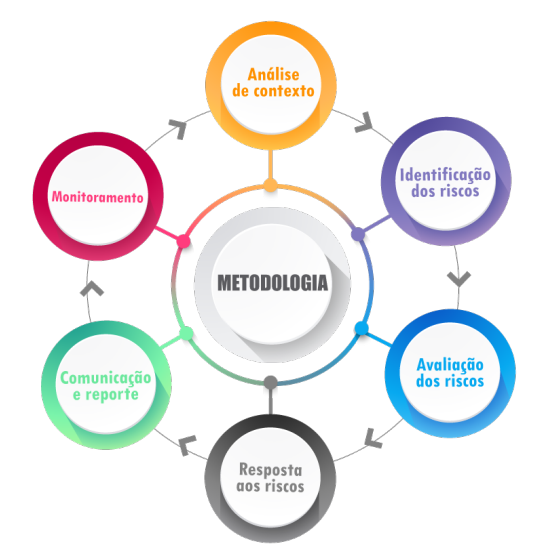 Análise
de contexto
Identificação
dos riscos
Avaliação
dos riscos
Resposta
aos riscos
Comunicação
e reporte
Monitoramento
METODOLOGIA